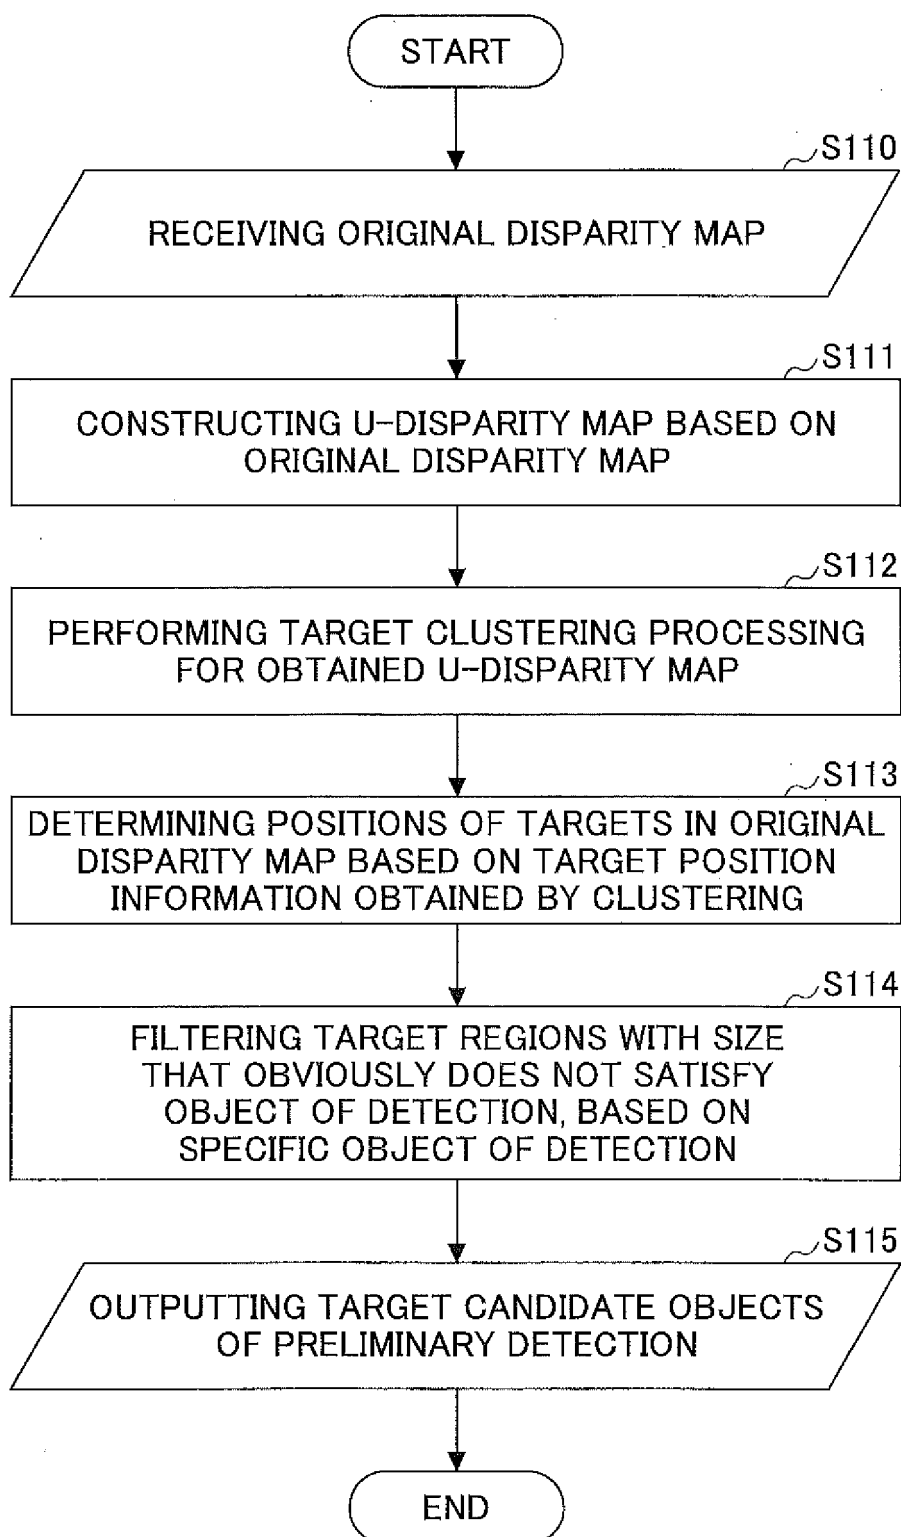 START
S110
RECEIVING ORIGINAL DISPARITY MAP
S111
CONSTRUCTING U-DISPARITY MAP BASED ON
ORIGINAL DISPARITY MAP
S112
PERFORMING TARGET CLUSTERING PROCESSING
FOR OBTAINED U-DISPARITY MAP
S113
DETERMINING POSITIONS OF TARGETS IN ORIGINAL
DISPARITY MAP BASED ON TARGET POSITION
INFORMATION OBTAINED BY CLUSTERING
S114
FILTERING TARGET REGIONS WITH SIZE
THAT OBVIOUSLY DOES NOT SATISFY
OBJECT OF DETECTION, BASED ON
SPECIFIC OBJECT OF DETECTION
S115
OUTPUTTING TARGET CANDIDATE OBJECTS
OF PRELIMINARY DETECTION
END